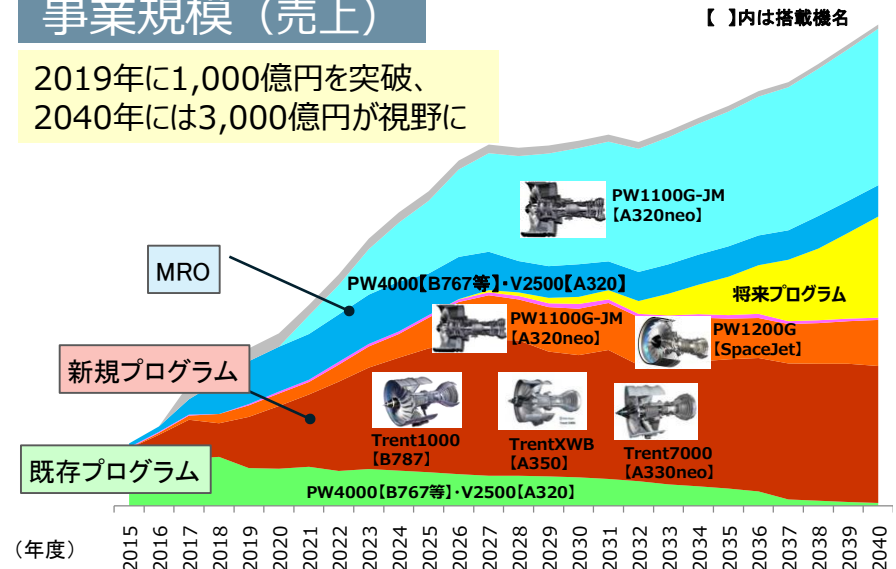 事業規模（売上）
【 】内は搭載機名
2019年に1,000億円を突破、
2040年には3,000億円が視野に
PW1100G-JM
【A320neo】
MRO
PW4000【B767等】・V2500【A320】
将来プログラム
PW1100G-JM
【A320neo】
PW1200G
【SpaceJet】
新規プログラム
Trent1000
【B787】
TrentXWB
【A350】
Trent7000
【A330neo】
既存プログラム
PW4000【B767等】・V2500【A320】
（年度）
2015
2016
2017
2018
2019
2020
2021
2022
2023
2024
2025
2026
2027
2028
2029
2030
2031
2032
2033
2034
2035
2036
2037
2038
2039
2040